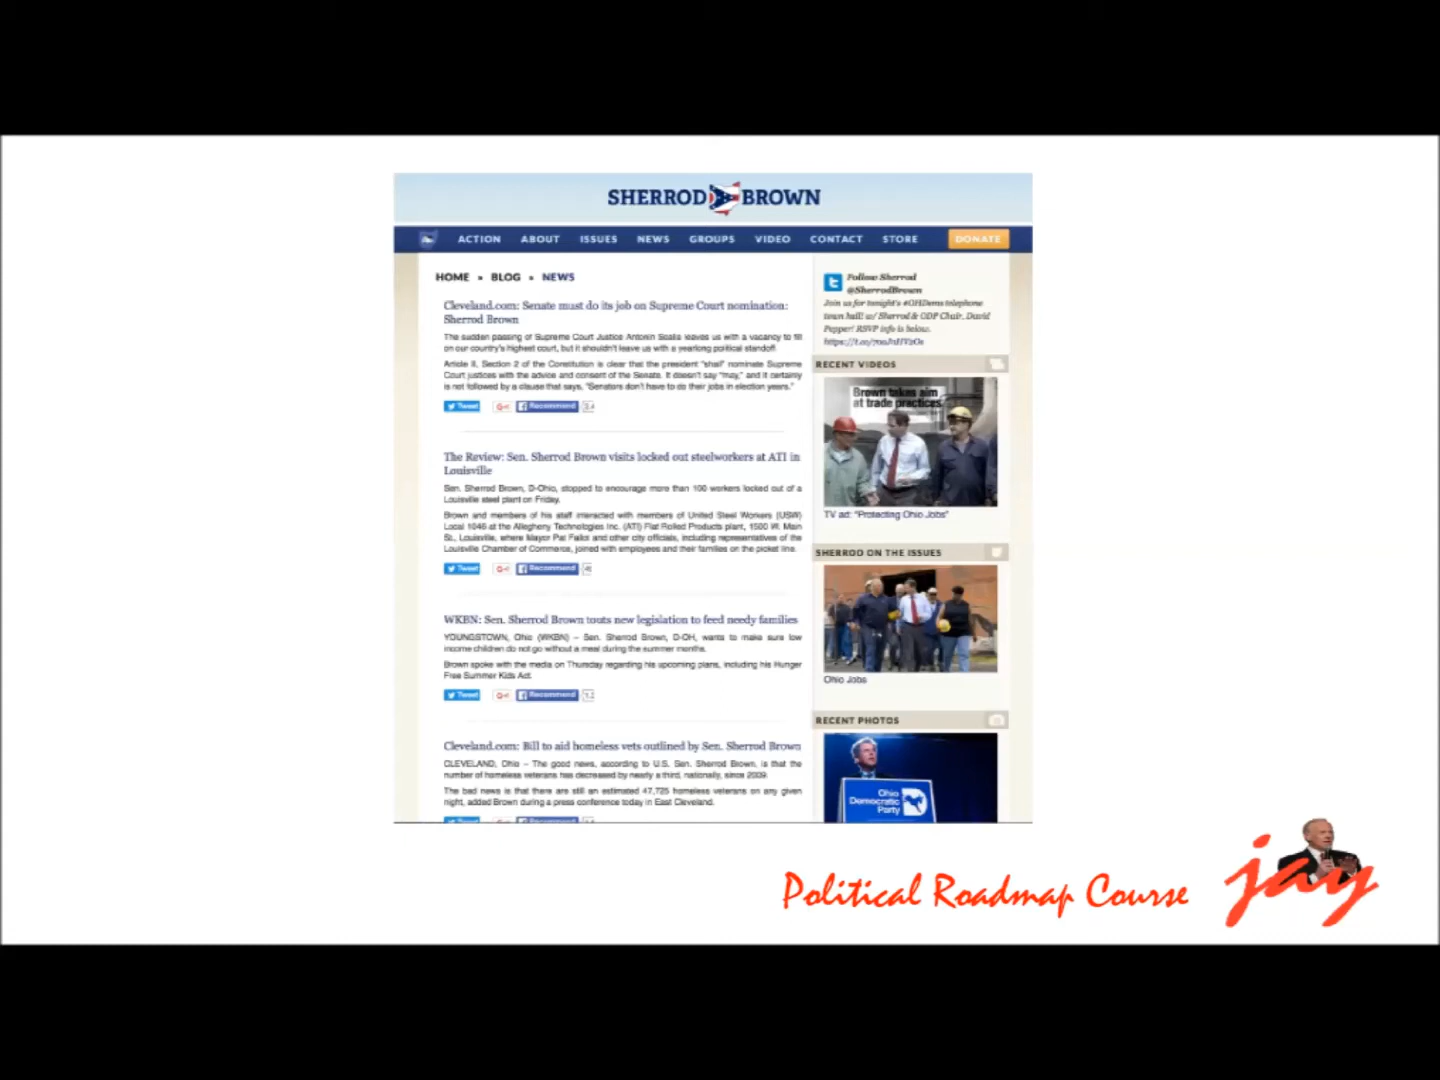 SHERROD BROWN
ACTION ABOUT ISSUES NEWS GROUPS VIDEO CONTACT STORE DONATE
HOME » BLOG » NEWS
Cleveland.com: Senate must do its job on Supreme Court nomination:
Sherrod Brown
The sudden passing of Supreme Court Justice Antonin Scalia leaves us with a vacancy to fill
on our country's highest court, but it shouldn't leave us with a yearlong political standoff.
Article II, Section 2 of the Constitution is clear that the president "shall" nominate Supreme
Court justices with the advice and consent of the Senate. It doesn't say "may," and it certainly
is not followed by a clause that says, "Senators don't have to do their jobs in election years."
Tweet G+ Recommend
The Review: Sen. Sherrod Brown visits locked out steelworkers at ATI in
Louisville
Sen. Sherrod Brown, D-Ohio, stopped to encourage more than 100 workers locked out of a
Louisville steel plant on Friday.
Brown and members of his staff interacted with members of United Steel Workers (USW)
Local 1046 at the Allegheny Technologies Inc. (ATI) Flat Rolled Products plant, 1500 W. Main
St., Louisville, where Mayor Pat Fallot and other city officials, including representatives of the
Louisville Chamber of Commerce, joined with employees and their families on the picket line.
Tweet G+ Recommend
WKBN: Sen. Sherrod Brown touts new legislation to feed needy families
YOUNGSTOWN, Ohio (WKBN) – Sen. Sherrod Brown, D-OH, wants to make sure low
income children do not go without a meal during the summer months.
Brown spoke with the media on Thursday regarding his upcoming plans, including his Hunger
Free Summer Kids Act.
Tweet G+ Recommend
Cleveland.com: Bill to aid homeless vets outlined by Sen. Sherrod Brown
CLEVELAND, Ohio – The good news, according to U.S. Sen. Sherrod Brown, is that the
number of homeless veterans has decreased by nearly a third, nationally, since 2009.
The bad news is that there are still an estimated 47,725 homeless veterans on any given
night, added Brown during a press conference today in East Cleveland.
Tweet Recommend
Follow Sherrod
@SherrodBrown
Join us for tonight's #OHDems telephone
town hall! w/ Sherrod & ODP Chair, David
Pepper! RSVP info is below.
RECENT VIDEOS
Brown takes aim
at trade practices
TV ad: "Protecting Ohio Jobs"
SHERROD ON THE ISSUES
Ohio Jobs
RECENT PHOTOS
Ohio
Democratic
Party
Political Roadmap Course
jay